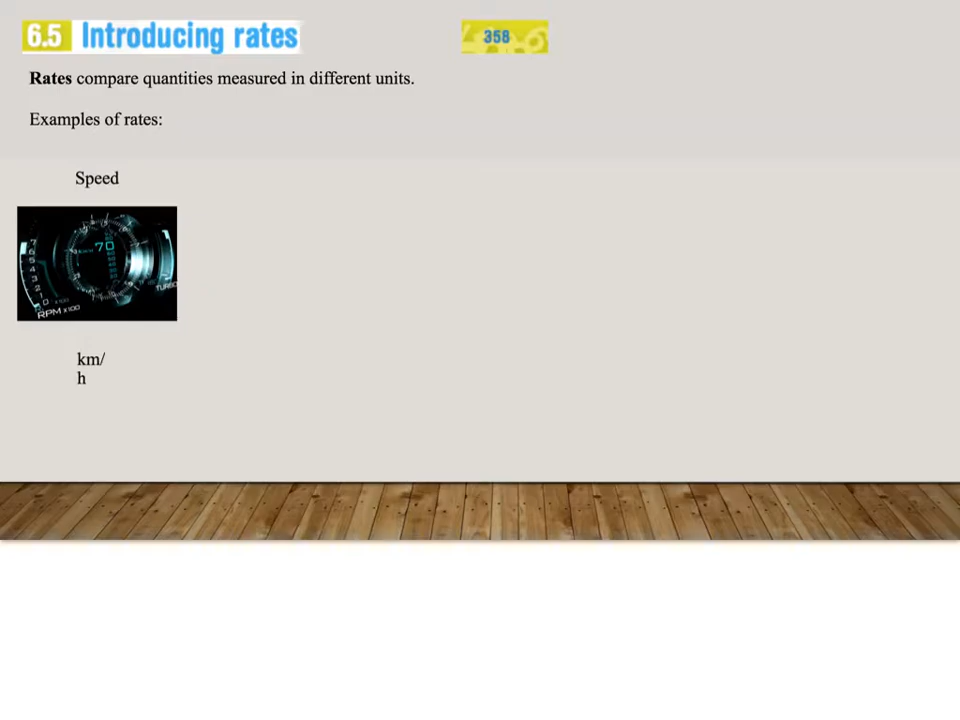 6.5 Introducing rates
358
Rates compare quantities measured in different units.
Examples of rates:
Speed
70
RPM x100
TURBO
km/
h